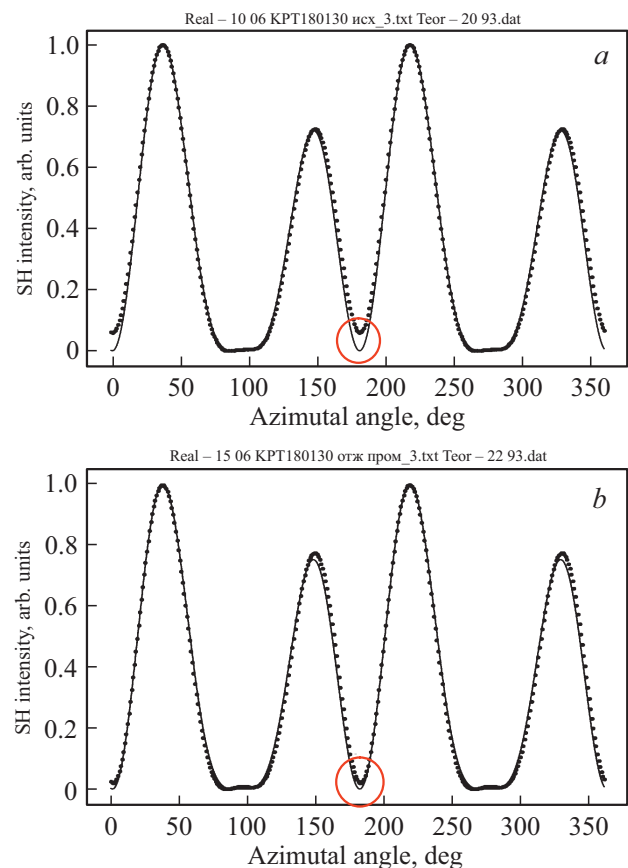 Real – 10 06 KPT180130 исх_3.txt Teor – 20 93.dat
a
1.0
0.8
0.6
0.4
0.2
0
SH intensity, arb. units
0 50 100 150 200 250 300 350
Azimutal angle, deg
Real – 15 06 KPT180130 отж пром_3.txt Teor – 22 93.dat
b
1.0
0.8
0.6
0.4
0.2
0
SH intensity, arb. units
0 50 100 150 200 250 300 350
Azimutal angle, deg